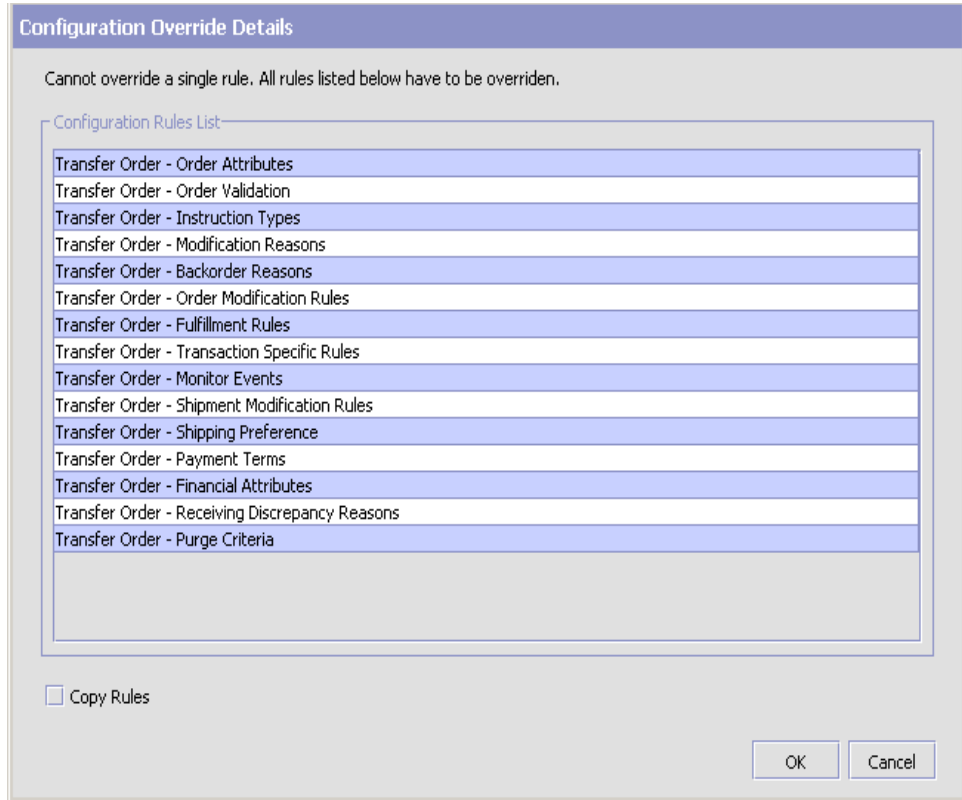 Configuration Override Details
Cannot override a single rule. All rules listed below have to be overriden.
Configuration Rules List
Transfer Order - Order Attributes
Transfer Order - Order Validation
Transfer Order - Instruction Types
Transfer Order - Modification Reasons
Transfer Order - Backorder Reasons
Transfer Order - Order Modification Rules
Transfer Order - Fulfillment Rules
Transfer Order - Transaction Specific Rules
Transfer Order - Monitor Events
Transfer Order - Shipment Modification Rules
Transfer Order - Shipping Preference
Transfer Order - Payment Terms
Transfer Order - Financial Attributes
Transfer Order - Receiving Discrepancy Reasons
Transfer Order - Purge Criteria
Copy Rules
OK Cancel